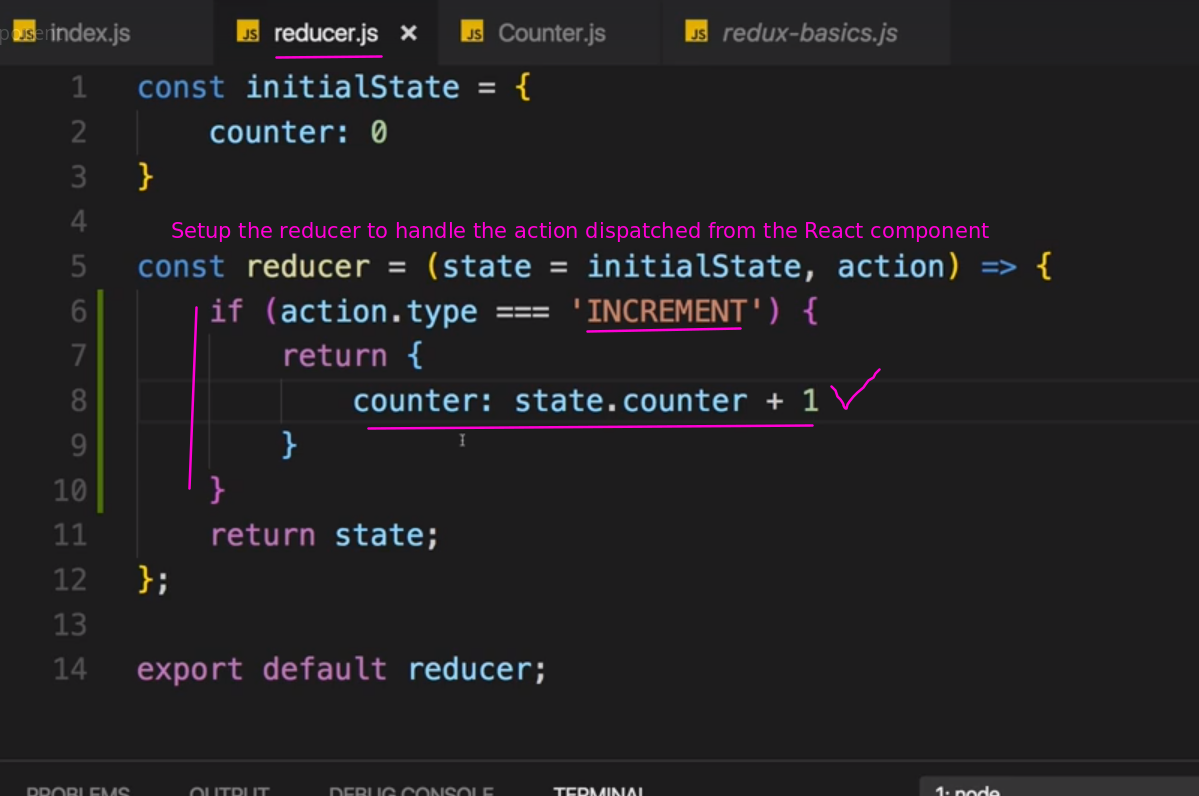 ponen
JS index.js
JS reducer.js ×
JS Counter.js
JS redux-basics.js
1 const initialState = {
2 counter: 0
3 }
4
Setup the reducer to handle the action dispatched from the React component
5 const reducer = (state = initialState, action) => {
6 if (action.type === 'INCREMENT') {
7 return {
8 counter: state.counter + 1
9 }
10 }
11 return state;
12 };
13
14 export default reducer;
PROBLEMS OUTPUT DEBUG CONSOLE TERMINAL 1: node